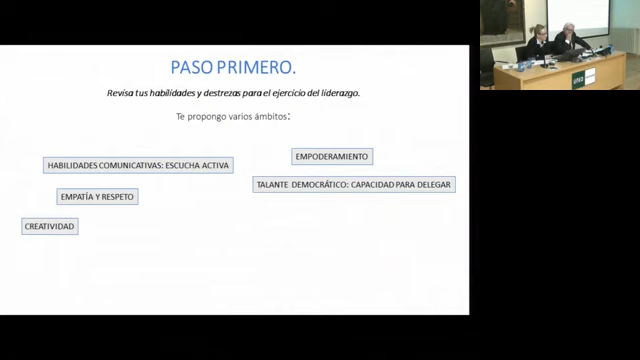 PASO PRIMERO.
Revisa tus habilidades y destrezas para el ejercicio del liderazgo.
Te propongo varios ámbitos:
HABILIDADES COMUNICATIVAS: ESCUCHA ACTIVA
EMPODERAMIENTO
TALANTE DEMOCRÁTICO: CAPACIDAD PARA DELEGAR
EMPATÍA Y RESPETO
CREATIVIDAD
UNED